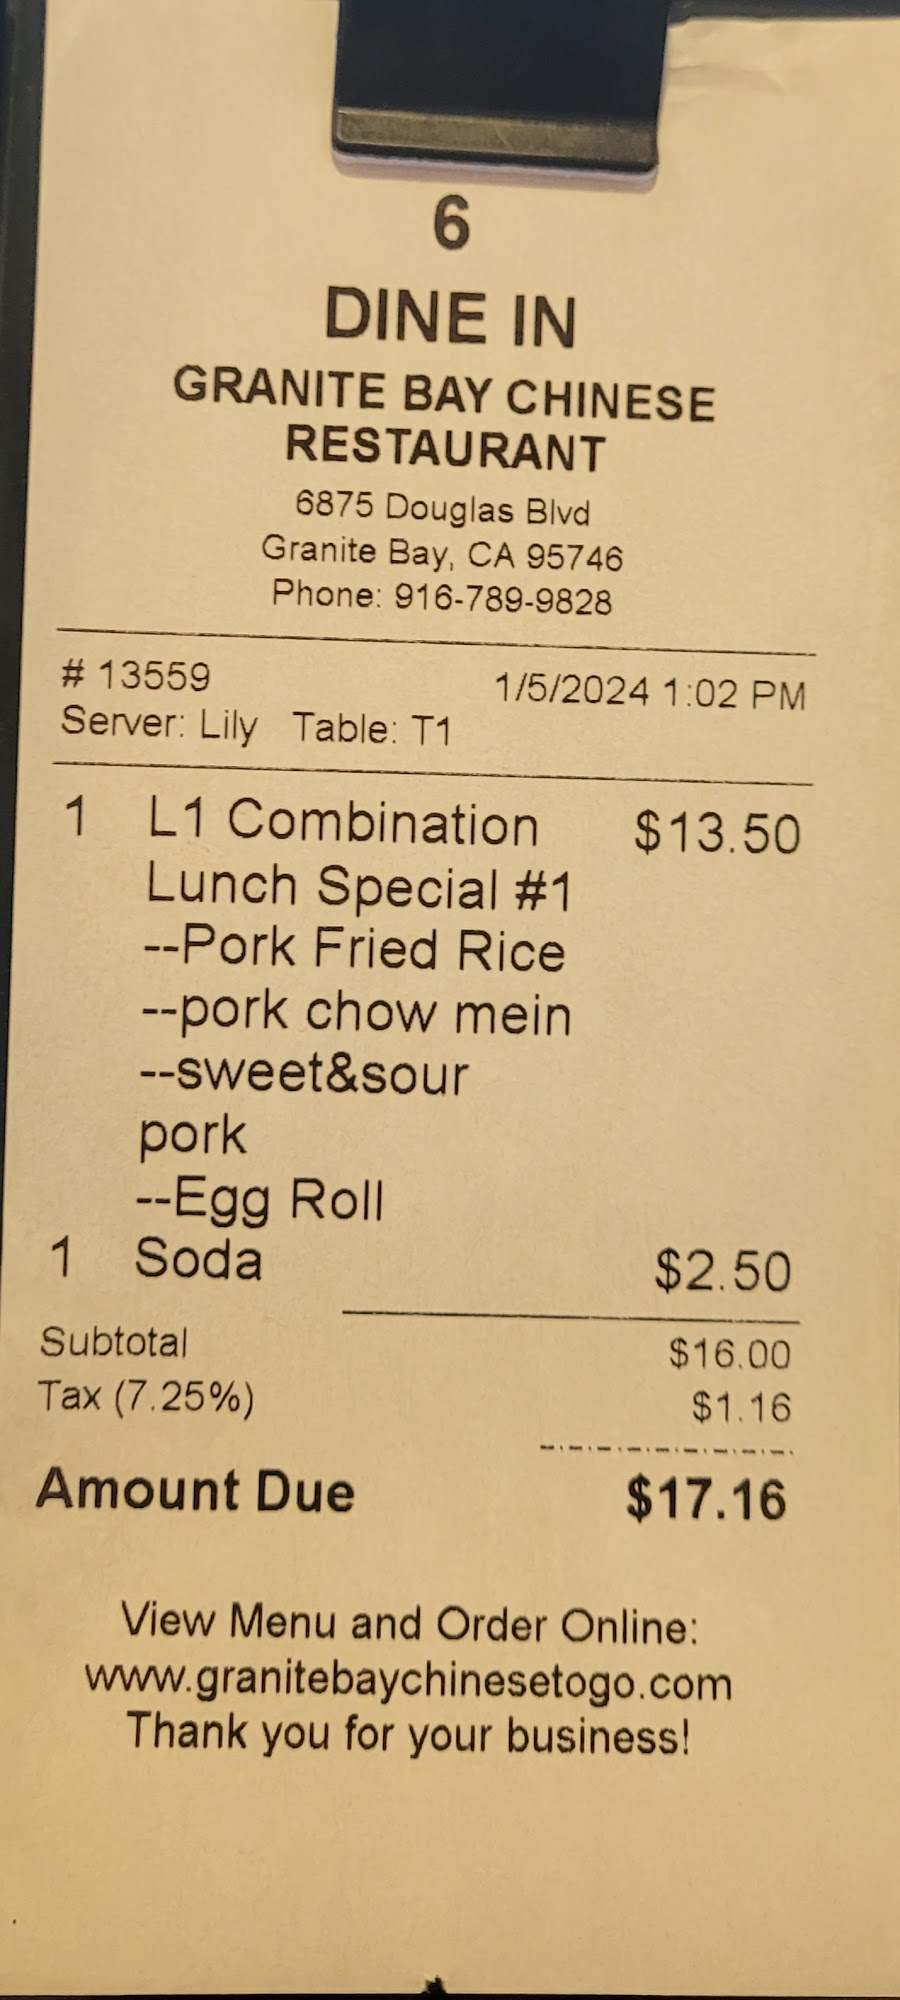 6
DINE IN
GRANITE BAY CHINESE
RESTAURANT
6875 Douglas Blvd
Granite Bay, CA 95746
Phone: 916-789-9828
# 13559 1/5/2024 1:02 PM
Server: Lily Table: T1
1 L1 Combination $13.50
Lunch Special #1
--Pork Fried Rice
--pork chow mein
--sweet&sour
pork
--Egg Roll
1 Soda $2.50
Subtotal $16.00
Tax (7.25%) $1.16
Amount Due $17.16
View Menu and Order Online:
www.granitebaychinesetogo.com
Thank you for your business!